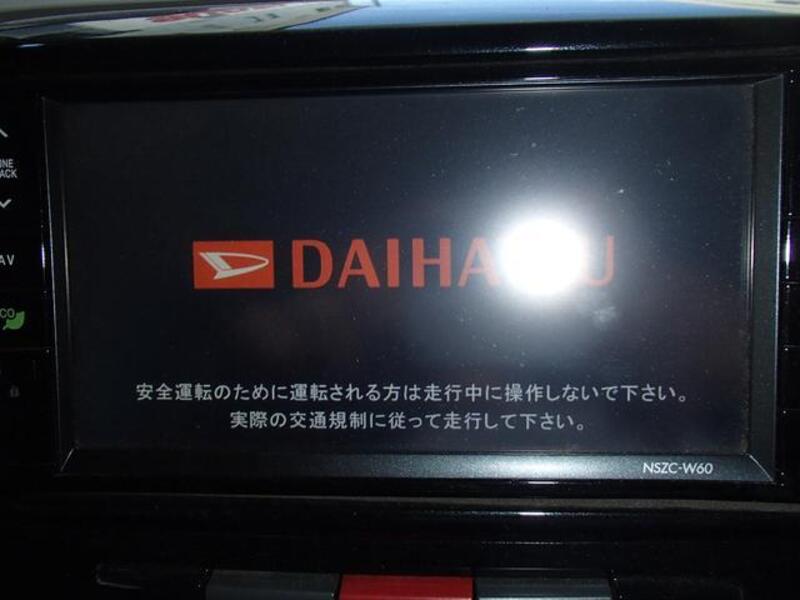 DAIHATSU
安全運転のために運転される方は走行中に操作しないで下さい。
実際の交通規制に従って走行して下さい。
NSZC-W60